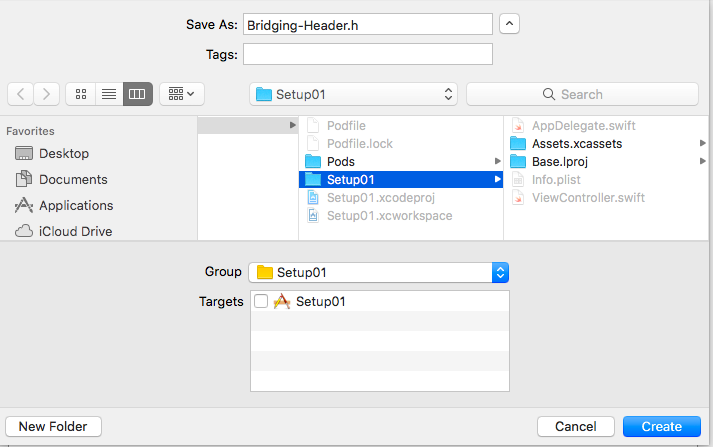 Save As: Bridging-Header.h
Tags:
Setup01
Search
Favorites
Desktop
Documents
Applications
iCloud Drive
Podfile
Podfile.lock
Pods
Setup01
Setup01.xcodeproj
Setup01.xcworkspace
AppDelegate.swift
Assets.xcassets
Base.lproj
Info.plist
ViewController.swift
Group Setup01
Targets Setup01
New Folder Cancel Create